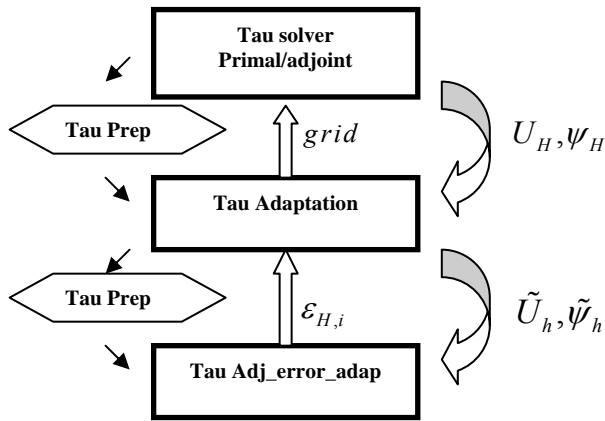 Tau solver
Primal/adjoint
Tau Prep
grid
U_H, ψ_H
Tau Adaptation
Tau Prep
ε_{H,i}
Ũ_h, ψ̃_h
Tau Adj_error_adap